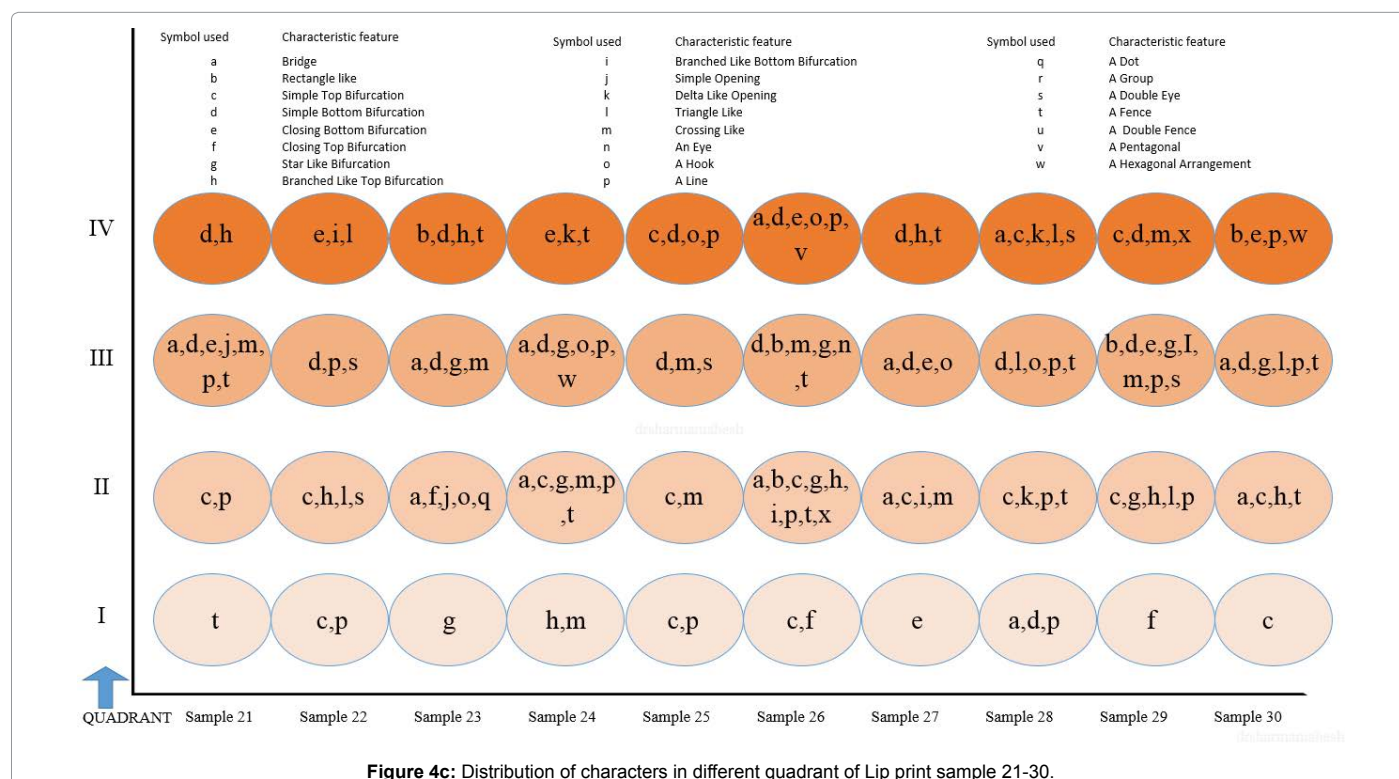 Symbol used Characteristic feature Symbol used Characteristic feature Symbol used Characteristic feature
a Bridge i Branched Like Bottom Bifurcation q A Dot
b Rectangle like j Simple Opening r A Group
c Simple Top Bifurcation k Delta Like Opening s A Double Eye
d Simple Bottom Bifurcation l Triangle Like t A Fence
e Closing Bottom Bifurcation m Crossing Like u A Double Fence
f Closing Top Bifurcation n An Eye v A Pentagonal
g Star Like Bifurcation o A Hook w A Hexagonal Arrangement
h Branched Like Top Bifurcation p A Line
IV
d,h
e,i,l
b,d,h,t
e,k,t
c,d,o,p
a,d,e,o,p,
v
d,h,t
a,c,k,l,s
c,d,m,x
b,e,p,w
III
a,d,e,j,m,
p,t
d,p,s
a,d,g,m
a,d,g,o,p,
w
d,m,s
d,b,m,g,n
,t
a,d,e,o
d,l,o,p,t
b,d,e,g,I,
m,p,s
a,d,g,l,p,t
II
c,p
c,h,l,s
a,f,j,o,q
a,c,g,m,p
,t
c,m
a,b,c,g,h,
i,p,t,x
a,c,i,m
c,k,p,t
c,g,h,l,p
a,c,h,t
I
t
c,p
g
h,m
c,p
c,f
e
a,d,p
f
c
QUADRANT Sample 21 Sample 22 Sample 23 Sample 24 Sample 25 Sample 26 Sample 27 Sample 28 Sample 29 Sample 30
Figure 4c: Distribution of characters in different quadrant of Lip print sample 21-30.